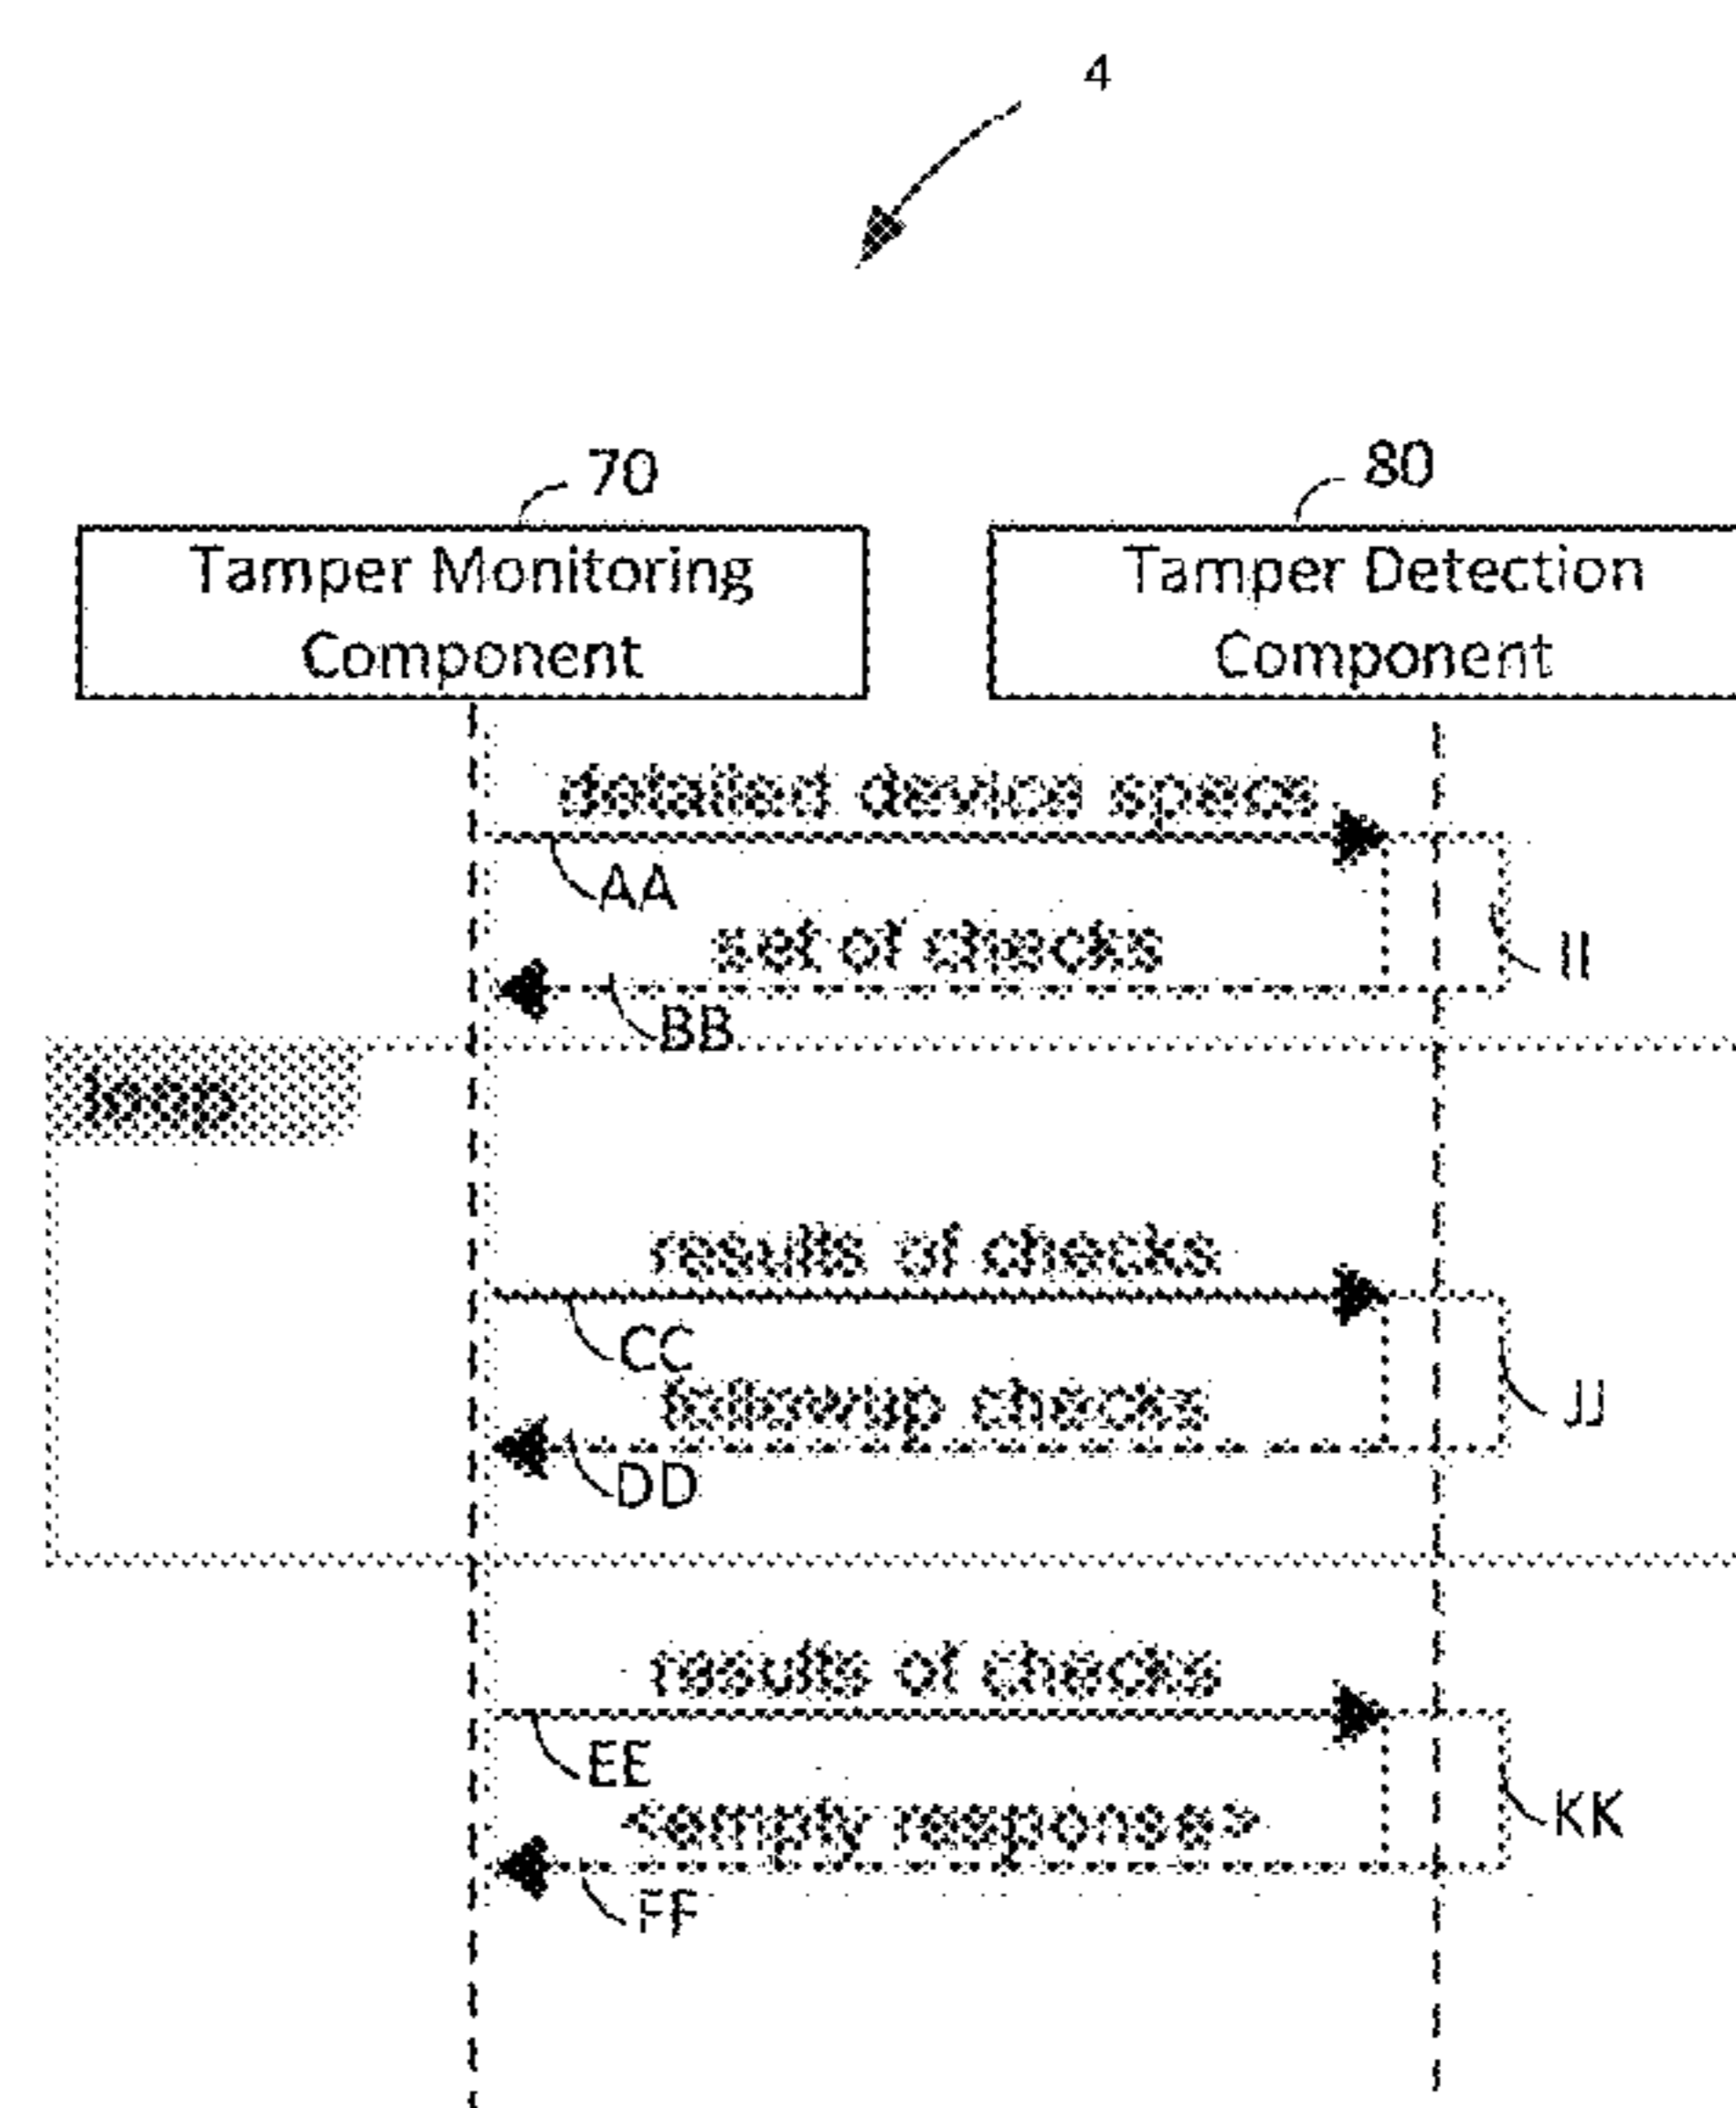 4
70
80
Tamper Monitoring
Component
Tamper Detection
Component
detailed device specs
AA
set of checks
II
BB
loop
results of checks
CC
followup checks
JJ
DD
results of checks
EE
<empty response>
KK
FF